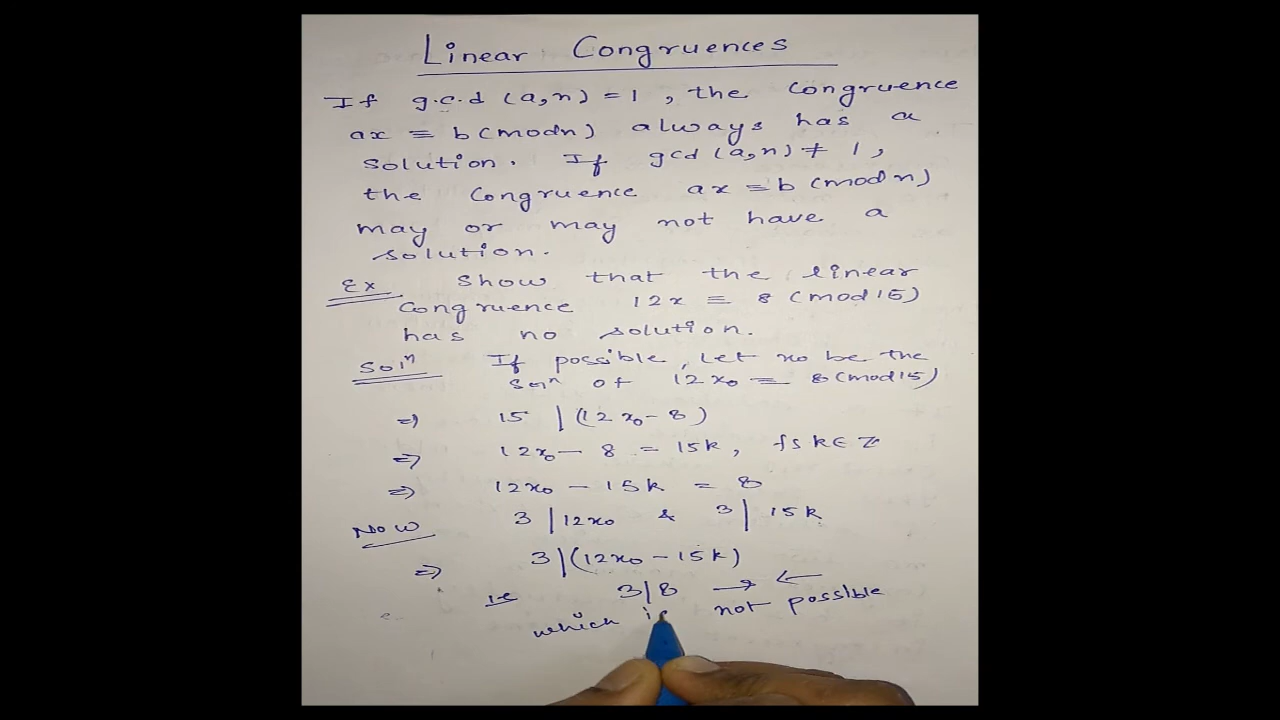 Linear Congruences
If g.c.d (a,n) = 1, the congruence
ax ≡ b (mod n) always has a
solution. If gcd (a,n) ≠ 1,
the congruence ax ≡ b (mod n)
may or may not have a
solution.
Ex Show that the linear
Congruence 12x ≡ 8 (mod 15)
has no solution.
Solⁿ If possible, Let x₀ be the
solⁿ of 12x₀ ≡ 8 (mod 15)
⇒ 15 | (12x₀ - 8)
⇒ 12x₀ - 8 = 15k, fs k ∈ Z
⇒ 12x₀ - 15k = 8
Now 3 | 12x₀ & 3 | 15k
⇒ 3 | (12x₀ - 15k)
ie 3 | 8 → ←
which is not possible